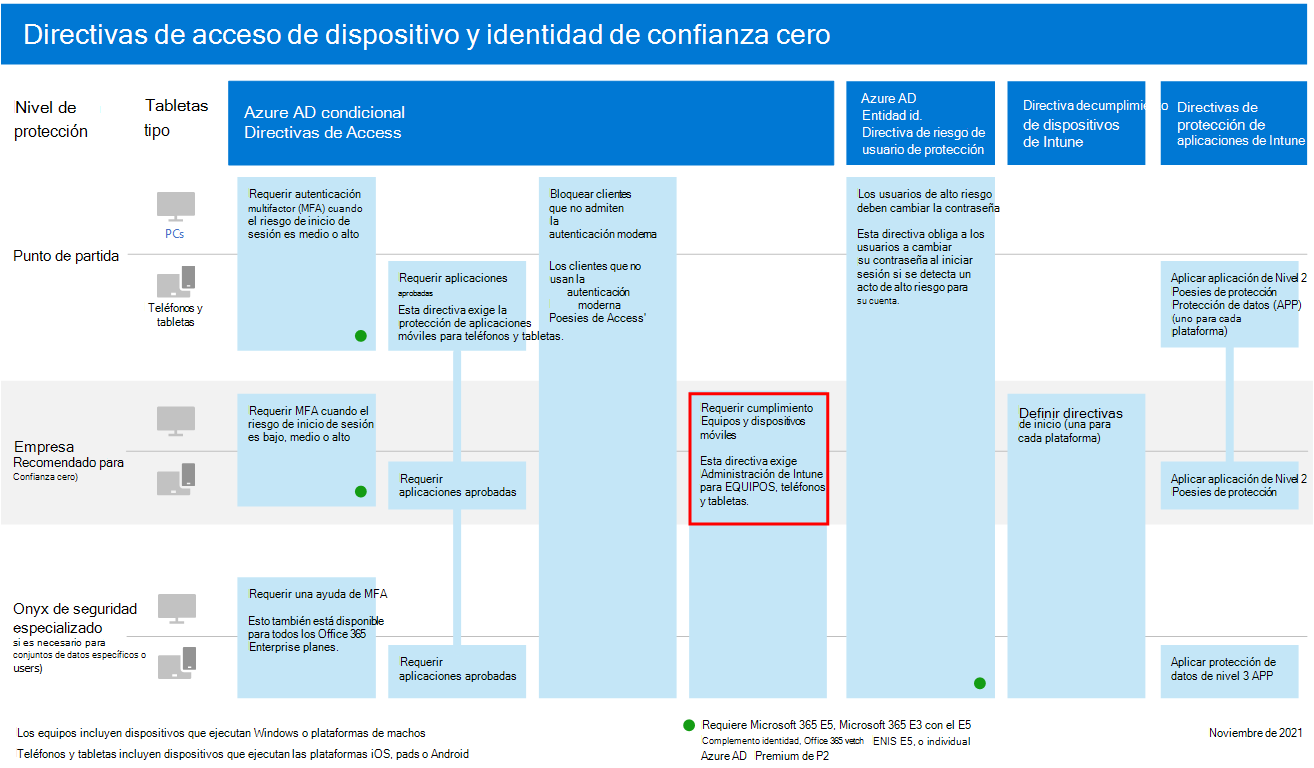 Directivas de acceso de dispositivo y identidad de confianza cero
Nivel de
protección
Tabletas
tipo
Azure AD condicional
Directivas de Access
Azure AD
Entidad id.
Directiva de riesgo de
usuario de protección
Directiva de cumplimiento
de dispositivos
de Intune
Directivas de
protección de
aplicaciones de Intune
Punto de partida
PCs
Teléfonos y
tabletas
Requerir autenticación
multifactor (MFA) cuando
el riesgo de inicio de
sesión es medio o alto
Requerir aplicaciones
aprobadas
Esta directiva exige la
protección de aplicaciones
móviles para teléfonos y tabletas.
Bloquear clientes
que no admiten
la
autenticación moderna
Los clientes que no
usan la
autenticación
moderna
Poesies de Access'
Los usuarios de alto riesgo
deben cambiar la contraseña
Esta directiva obliga a los
usuarios a cambiar
su contraseña al iniciar
sesión si se detecta un
acto de alto riesgo para
su cuenta.
Aplicar aplicación de Nivel 2
Poesies de protección
Protección de datos (APP)
(uno para cada
plataforma)
Empresa
Recomendado para
Confianza cero)
Requerir MFA cuando el
riesgo de inicio de sesión
es bajo, medio o alto
Requerir
aplicaciones aprobadas
Requerir cumplimiento
Equipos y dispositivos
móviles
Esta directiva exige
Administración de Intune
para EQUIPOS, teléfonos
y tabletas.
Definir directivas
de inicio (una para
cada plataforma)
Aplicar aplicación de Nivel 2
Poesies de protección
Onyx de seguridad
especializado
si es necesario para
conjuntos de datos específicos o
users)
Requerir una ayuda de MFA
Esto también está disponible
para todos los Office 365
Enterprise planes.
Requerir
aplicaciones aprobadas
Aplicar protección de
datos de nivel 3 APP
Los equipos incluyen dispositivos que ejecutan Windows o plataformas de machos
Teléfonos y tabletas incluyen dispositivos que ejecutan las plataformas iOS, pads o Android
Requiere Microsoft 365 E5, Microsoft 365 E3 con el E5
Complemento identidad, Office 365 vetch ENIS E5, o individual
Azure AD Premium de P2
Noviembre de 2021